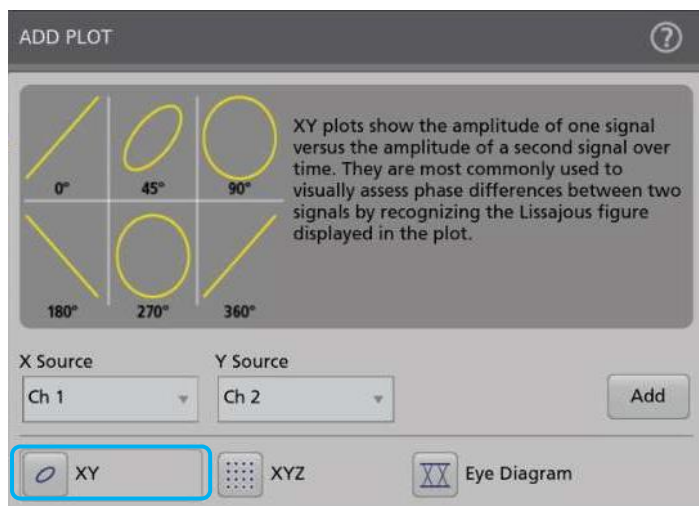 ADD PLOT
?
0°
45°
90°
180°
270°
360°
XY plots show the amplitude of one signal
versus the amplitude of a second signal over
time. They are most commonly used to
visually assess phase differences between two
signals by recognizing the Lissajous figure
displayed in the plot.
X Source
Y Source
Ch 1
Ch 2
Add
XY
XYZ
Eye Diagram